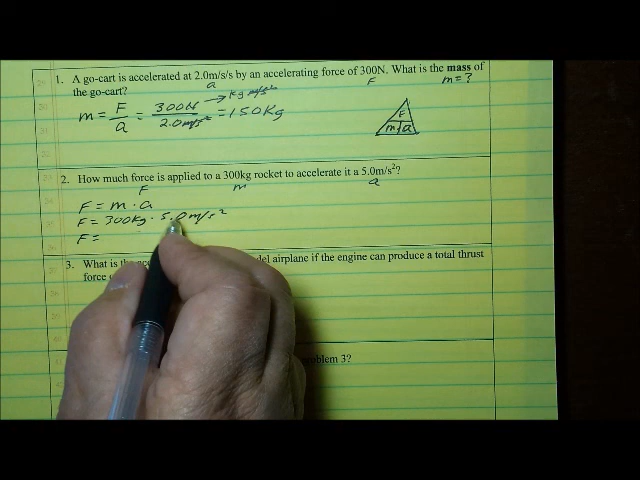 1. A go-cart is accelerated at 2.0m/s/s by an accelerating force of 300N. What is the mass of
a F m=?
the go-cart?
m = F/a = 300N/2.0m/s² → kg m/s² = 150Kg
F
m a
2. How much force is applied to a 300kg rocket to accelerate it a 5.0m/s²?
F m a
F = m · a
F = 300Kg · 5.0m/s²
F =
3. What is the del airplane if the engine can produce a total thrust
force
problem 3?